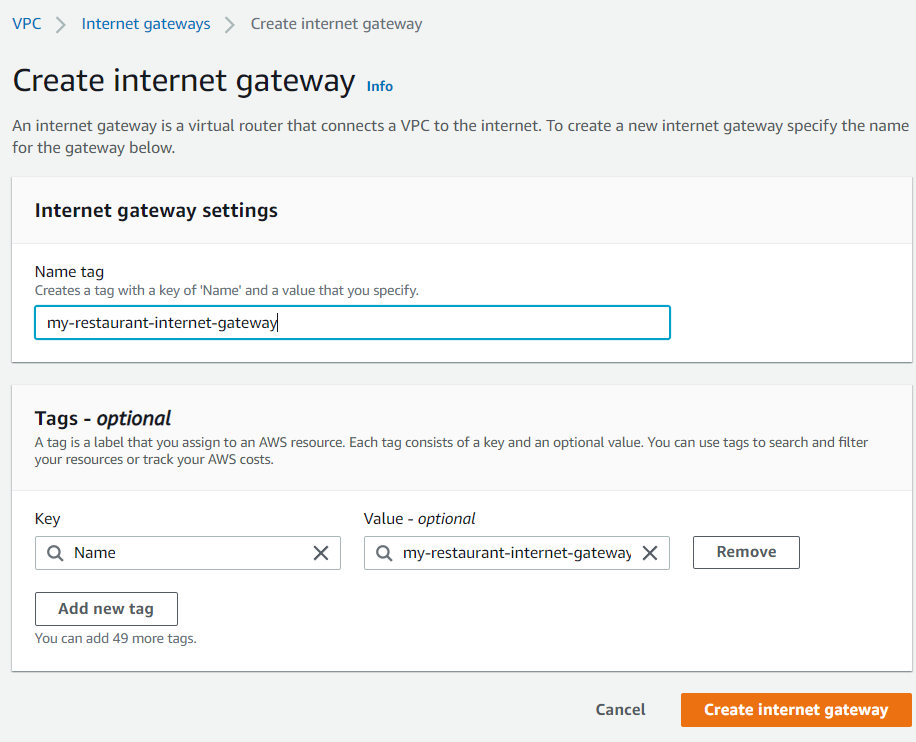 VPC > Internet gateways > Create internet gateway
Create internet gateway Info
An internet gateway is a virtual router that connects a VPC to the internet. To create a new internet gateway specify the name
for the gateway below.
Internet gateway settings
Name tag
Creates a tag with a key of 'Name' and a value that you specify.
my-restaurant-internet-gateway
Tags - optional
A tag is a label that you assign to an AWS resource. Each tag consists of a key and an optional value. You can use tags to search and filter
your resources or track your AWS costs.
Key Value - optional
Name my-restaurant-internet-gateway Remove
Add new tag
You can add 49 more tags.
Cancel Create internet gateway